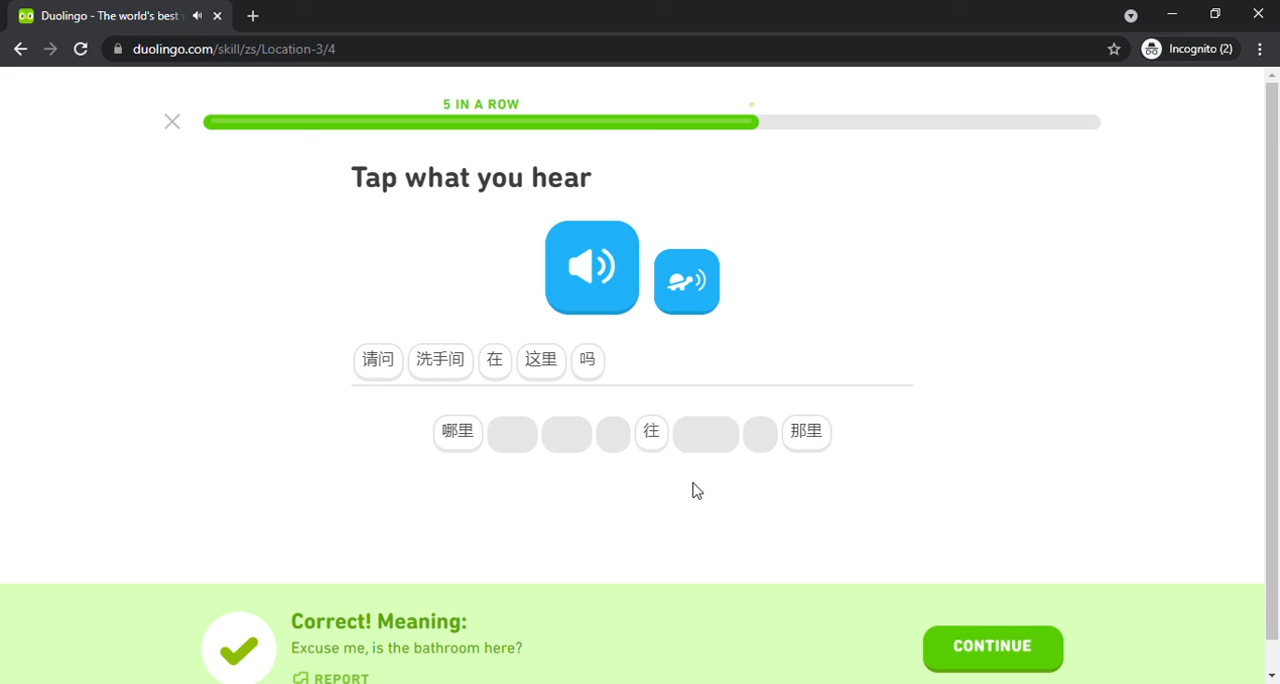 Duolingo - The world's best
duolingo.com/skill/zs/Location-3/4
Incognito (2)
5 IN A ROW
Tap what you hear
请问 洗手间 在 这里 吗
哪里 往 那里
Correct! Meaning:
Excuse me, is the bathroom here?
CONTINUE
REPORT